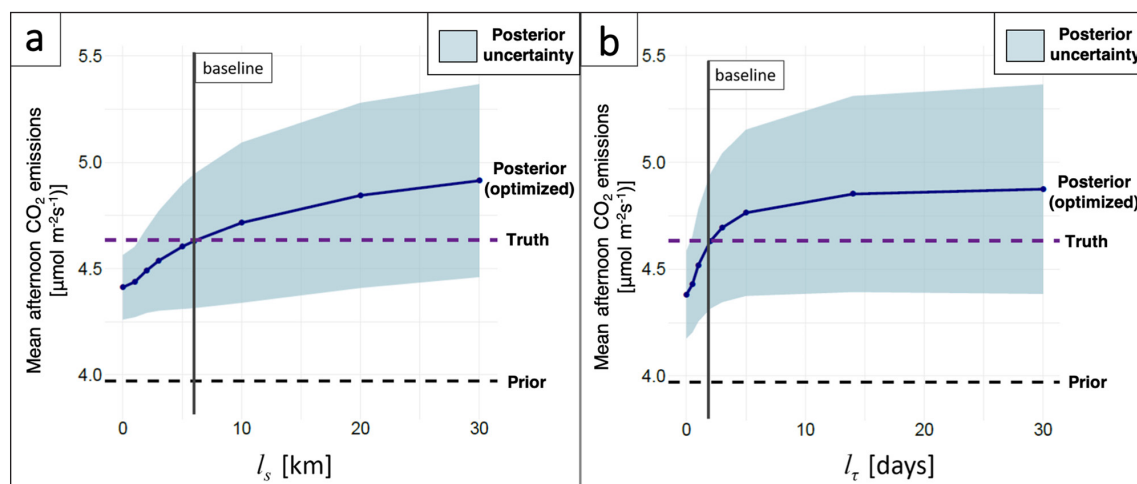 a
Posterior
uncertainty
baseline
Mean afternoon CO₂ emissions
[µmol m⁻²s⁻¹)]
5.5
5.0
4.5
4.0
Posterior
(optimized)
Truth
Prior
0
10
20
30
lₛ [km]
b
Posterior
uncertainty
baseline
Mean afternoon CO₂ emissions
[µmol m⁻²s⁻¹)]
5.5
5.0
4.5
4.0
Posterior
(optimized)
Truth
Prior
0
10
20
30
l_τ [days]